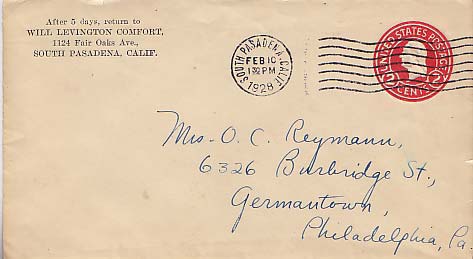 After 5 days, return to
WILL LEVINGTON COMFORT,
1124 Fair Oaks Ave.,
SOUTH PASADENA, CALIF.
SOUTH PASADENA, CALIF.
FEB 10
PM
1928
UNITED STATES POSTAGE
2 CENTS 2
Mrs. O. C. Reymann,
6326 Burbridge St.,
Germantown,
Philadelphia, Pa.